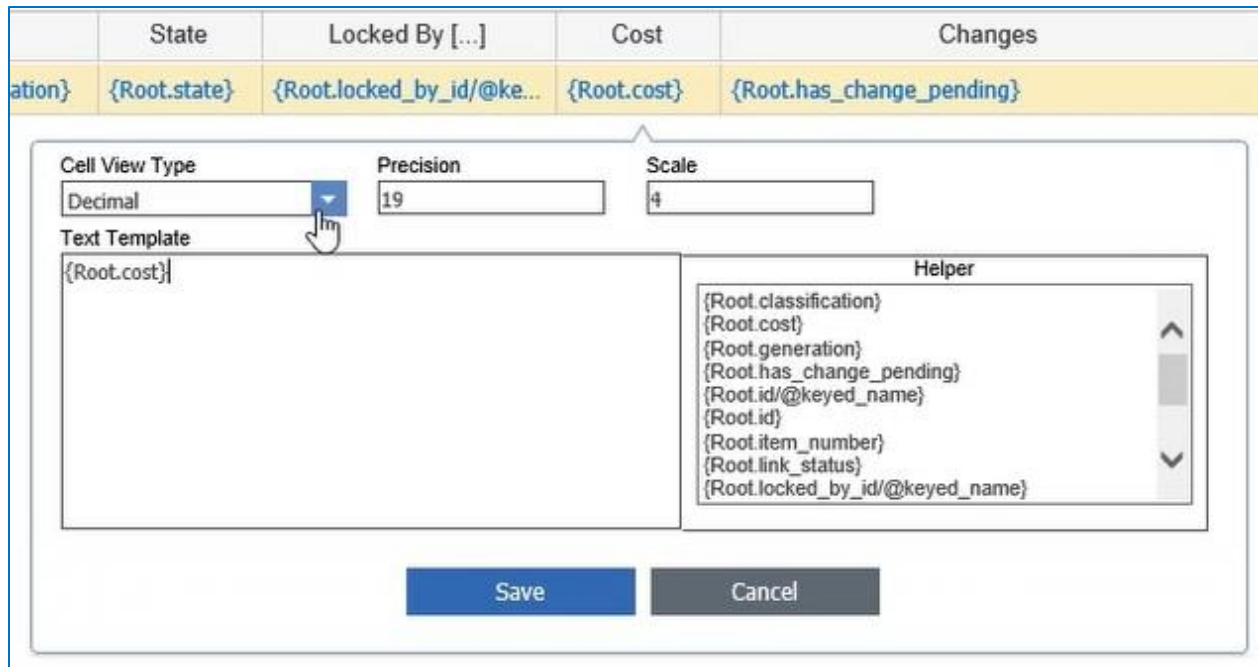 State Locked By [...] Cost Changes
ation} {Root.state} {Root.locked_by_id/@ke... {Root.cost} {Root.has_change_pending}
Cell View Type Precision Scale
Decimal 19 4
Text Template
{Root.cost}
Helper
{Root.classification}
{Root.cost}
{Root.generation}
{Root.has_change_pending}
{Root.id/@keyed_name}
{Root.id}
{Root.item_number}
{Root.link_status}
{Root.locked_by_id/@keyed_name}
Save Cancel